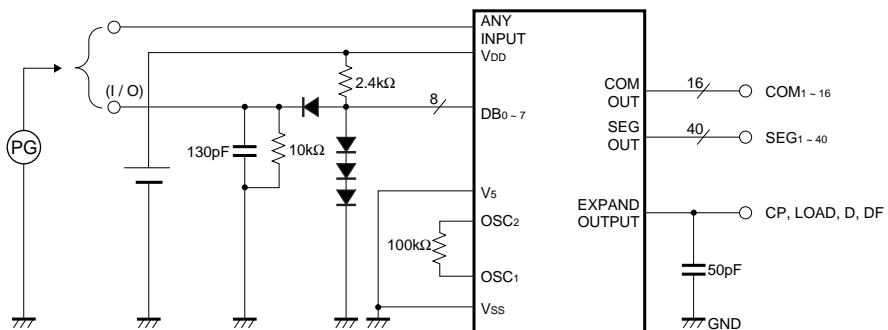 ANY
INPUT
VDD
(I / O)
2.4kΩ
8
DB0 ~ 7
PG
130pF
10kΩ
V5
OSC2
100kΩ
OSC1
VSS
COM
OUT
16
COM1 ~ 16
SEG
OUT
40
SEG1 ~ 40
EXPAND
OUTPUT
CP, LOAD, D, DF
50pF
GND